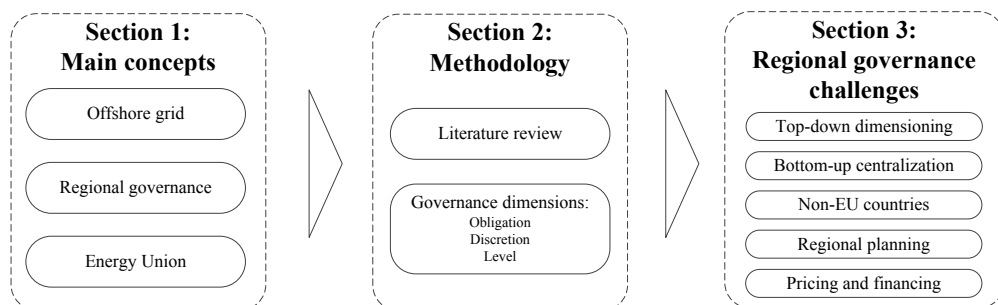 Section 1:
Main concepts
Offshore grid
Regional governance
Energy Union
Section 2:
Methodology
Literature review
Governance dimensions:
Obligation
Discretion
Level
Section 3:
Regional governance
challenges
Top-down dimensioning
Bottom-up centralization
Non-EU countries
Regional planning
Pricing and financing